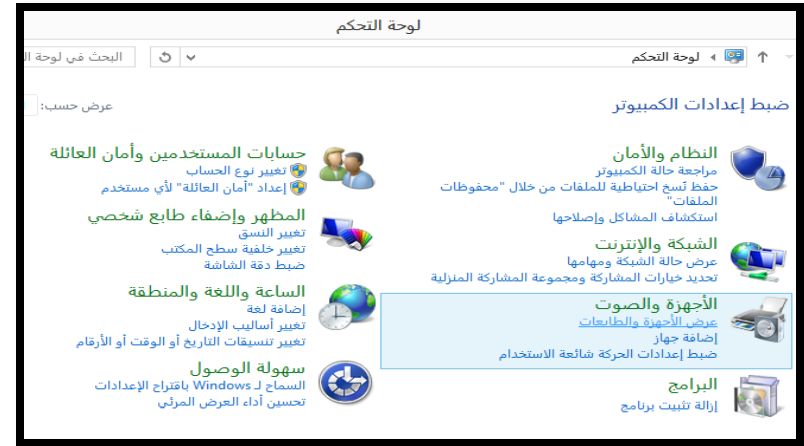 لوحة التحكم
لوحة التحكم
البحث في لوحة
ضبط إعدادات الكمبيوتر
عرض حسب:
النظام والأمان
مراجعة حالة الكمبيوتر
حفظ نُسخ احتياطية للملفات من خلال "محفوظات
الملفات"
استكشاف المشاكل وإصلاحها
الشبكة والإنترنت
عرض حالة الشبكة ومهامها
تحديد خيارات المشاركة ومجموعة المشاركة المنزلية
الأجهزة والصوت
عرض الأجهزة والطابعات
إضافة جهاز
ضبط إعدادات الحركة شائعة الاستخدام
البرامج
إزالة تثبيت برنامج
حسابات المستخدمين وأمان العائلة
تغيير نوع الحساب
إعداد "أمان العائلة" لأي مستخدم
المظهر وإضفاء طابع شخصي
تغيير النسق
تغيير خلفية سطح المكتب
ضبط دقة الشاشة
الساعة واللغة والمنطقة
إضافة لغة
تغيير أساليب الإدخال
تغيير تنسيقات التاريخ أو الوقت أو الأرقام
سهولة الوصول
السماح لـ Windows باقتراح الإعدادات
تحسين أداء العرض المرئي